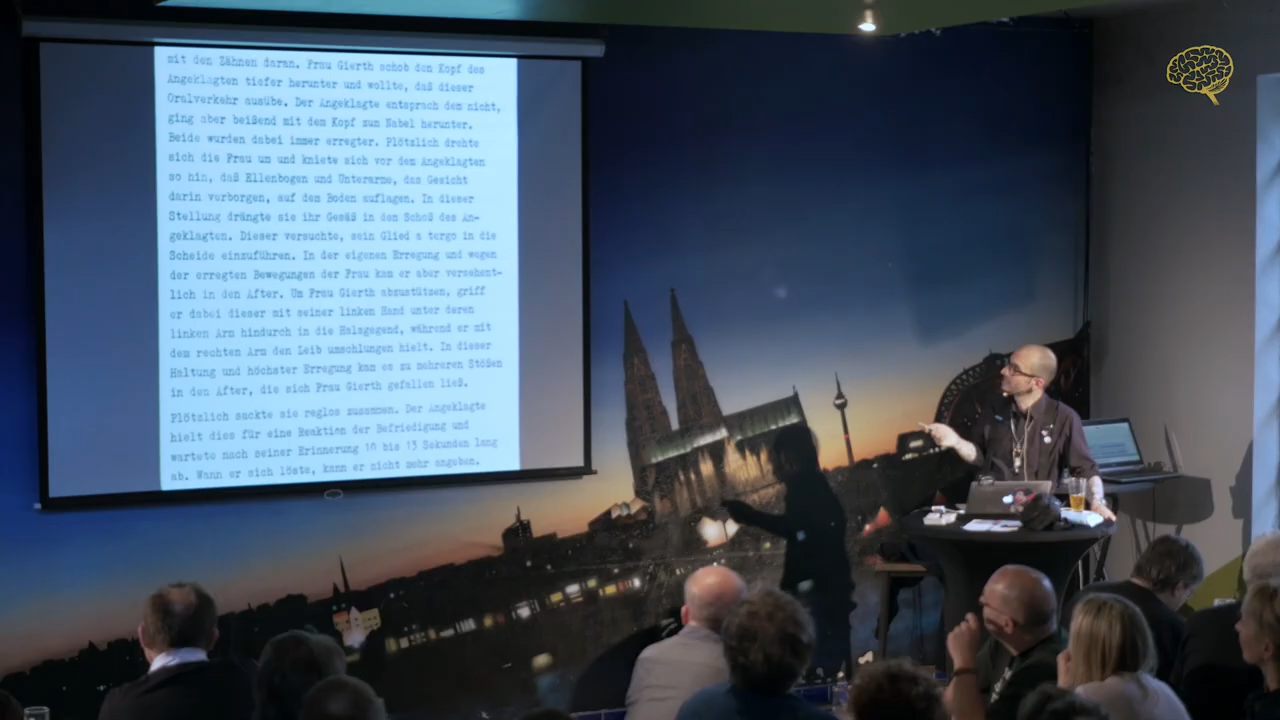 mit den Zähnen daran. Frau Gierth schob den Kopf des
Angeklagten tiefer herunter und wollte, daß dieser
Oralverkehr ausübe. Der Angeklagte entsprach dem nicht,
ging aber beißend mit dem Kopf zum Nabel herunter.
Beide wurden dabei immer erregter. Plötzlich drehte
sich die Frau um und kniete sich vor dem Angeklagten
so hin, daß Ellenbogen und Unterarme, das Gesicht
darin verborgen, auf dem Boden auflagen. In dieser
Stellung drängte sie ihr Gesäß in den Schoß des An-
geklagten. Dieser versuchte, sein Glied a tergo in die
Scheide einzuführen. In der eigenen Erregung und wegen
der erregten Bewegungen der Frau kam er aber versehent-
lich in den After. Um Frau Gierth abzustützen, griff
er dabei dieser mit seiner linken Hand unter deren
linken Arm hindurch in die Halsgegend, während er mit
dem rechten Arm den Leib umschlungen hielt. In dieser
Haltung und höchster Erregung kam es zu mehreren Stößen
in den After, die sich Frau Gierth gefallen ließ.
Plötzlich sackte sie reglos zusammen. Der Angeklagte
hielt dies für eine Reaktion der Befriedigung und
wartete nach seiner Erinnerung 10 bis 15 Sekunden lang
ab. Wann er sich löste, kann er nicht mehr angeben.